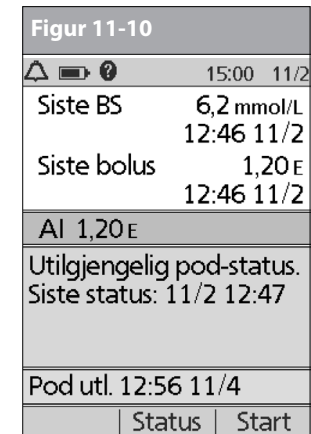 Figur 11-10
15:00 11/2
Siste BS 6,2 mmol/L
12:46 11/2
Siste bolus 1,20 E
12:46 11/2
AI 1,20 E
Utilgjengelig pod-status.
Siste status: 11/2 12:47
Pod utl. 12:56 11/4
Status | Start